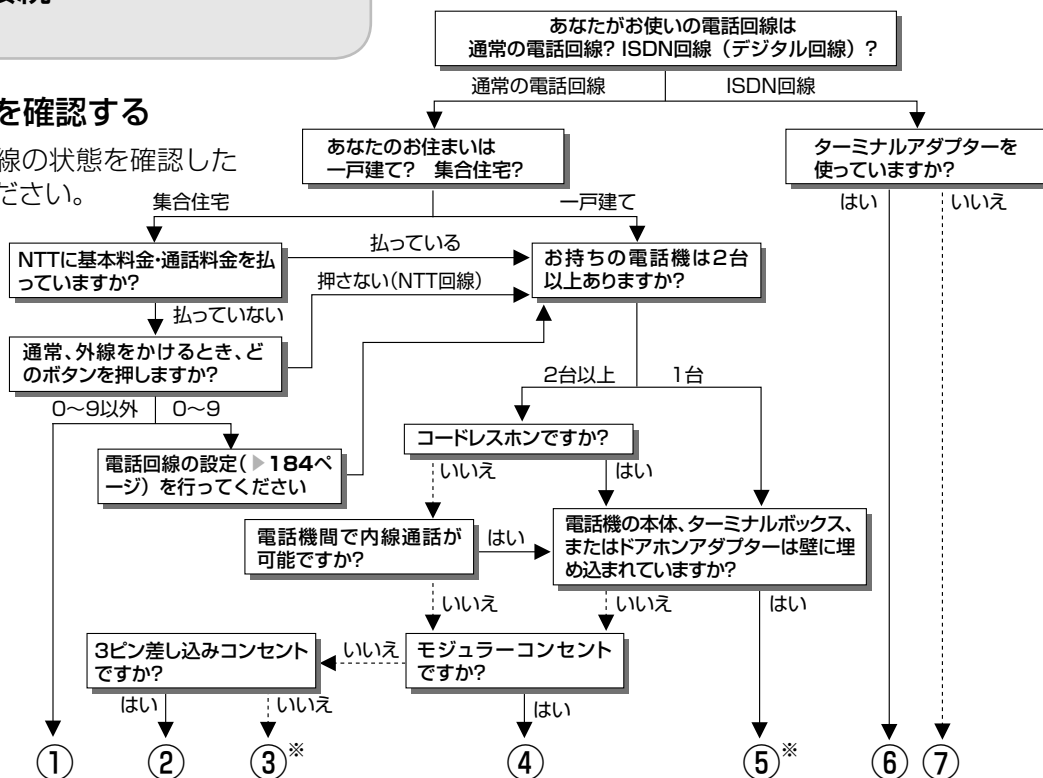 あなたがお使いの電話回線は
通常の電話回線? ISDN回線（デジタル回線）?
通常の電話回線
ISDN回線
を確認する
線の状態を確認した
ださい。
あなたのお住まいは
一戸建て? 集合住宅?
ターミナルアダプターを
使っていますか?
はい
いいえ
集合住宅
一戸建て
NTTに基本料金・通話料金を払
っていますか?
払っている
お持ちの電話機は2台
以上ありますか?
押さない（NTT回線）
払っていない
通常、外線をかけるとき、ど
のボタンを押しますか?
0〜9以外
0〜9
2台以上
1台
電話回線の設定（▶184ペ
ージ）を行ってください
コードレスホンですか?
いいえ
はい
電話機間で内線通話が
可能ですか?
はい
電話機の本体、ターミナルボックス、
またはドアホンアダプターは壁に埋
め込まれていますか?
いいえ
いいえ
はい
3ピン差し込みコンセント
ですか?
いいえ
モジュラーコンセント
ですか?
はい
いいえ
はい
①
②
③※
④
⑤※
⑥
⑦